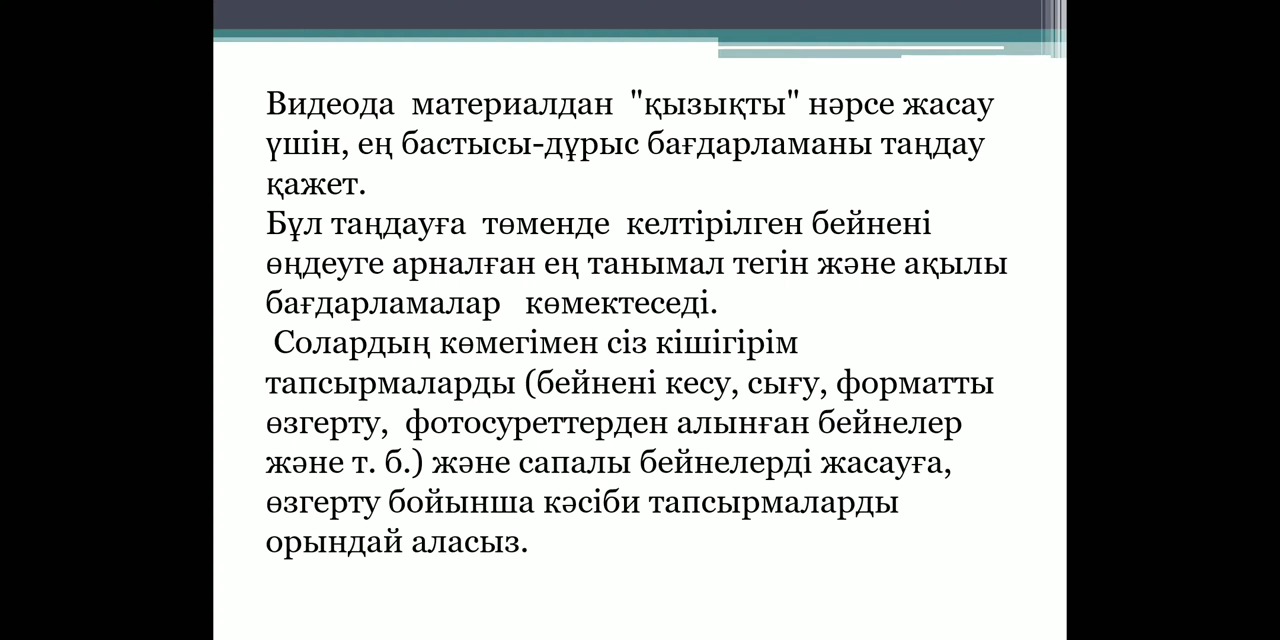 Видеода материалдан "қызықты" нәрсе жасау
үшін, ең бастысы-дұрыс бағдарламаны таңдау
қажет.
Бұл таңдауға төменде келтірілген бейнені
өңдеуге арналған ең танымал тегін және ақылы
бағдарламалар көмектеседі.
Солардың көмегімен сіз кішігірім
тапсырмаларды (бейнені кесу, сығу, форматты
өзгерту, фотосуреттерден алынған бейнелер
және т. б.) және сапалы бейнелерді жасауға,
өзгерту бойынша кәсіби тапсырмаларды
орындай аласыз.